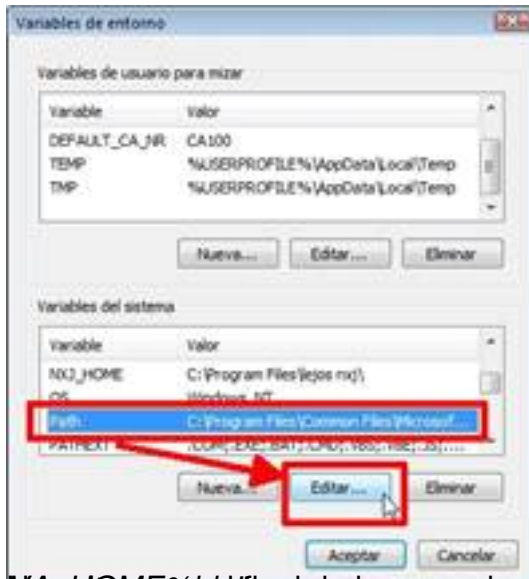 Variables de entorno
Variables de usuario para mizar
Variable Valor
DEFAULT_CA_NR CA100
TEMP %USERPROFILE%\AppData\Local\Temp
TMP %USERPROFILE%\AppData\Local\Temp
Nueva... Editar... Eliminar
Variables del sistema
Variable Valor
NXJ_HOME C:\Program Files\lejos nxj\
OS Windows_NT
Path C:\Program Files\Common Files\Microsof...
PATHEXT .COM;.EXE;.BAT;.CMD;.VBS;.VBE;.JS;....
Nueva... Editar... Eliminar
Aceptar Cancelar